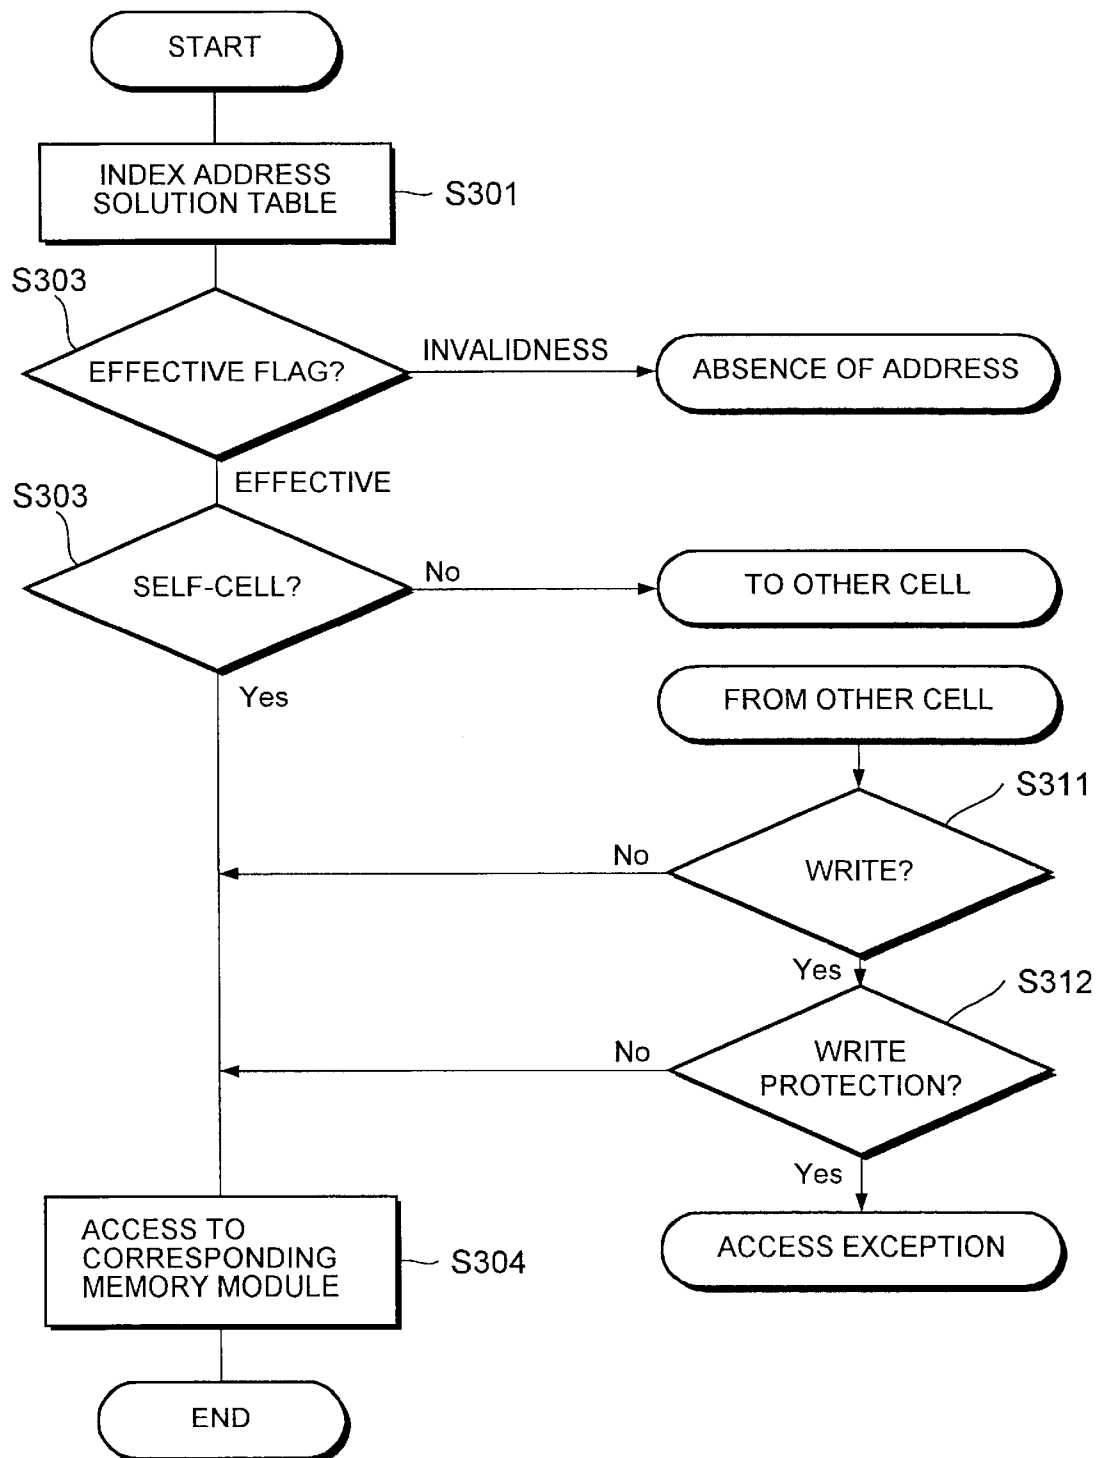 START
INDEX ADDRESS
SOLUTION TABLE
S301
S303
EFFECTIVE FLAG?
INVALIDNESS
ABSENCE OF ADDRESS
EFFECTIVE
S303
SELF-CELL?
No
TO OTHER CELL
Yes
FROM OTHER CELL
S311
WRITE?
No
Yes
S312
WRITE
PROTECTION?
No
Yes
ACCESS EXCEPTION
ACCESS TO
CORRESPONDING
MEMORY MODULE
S304
END